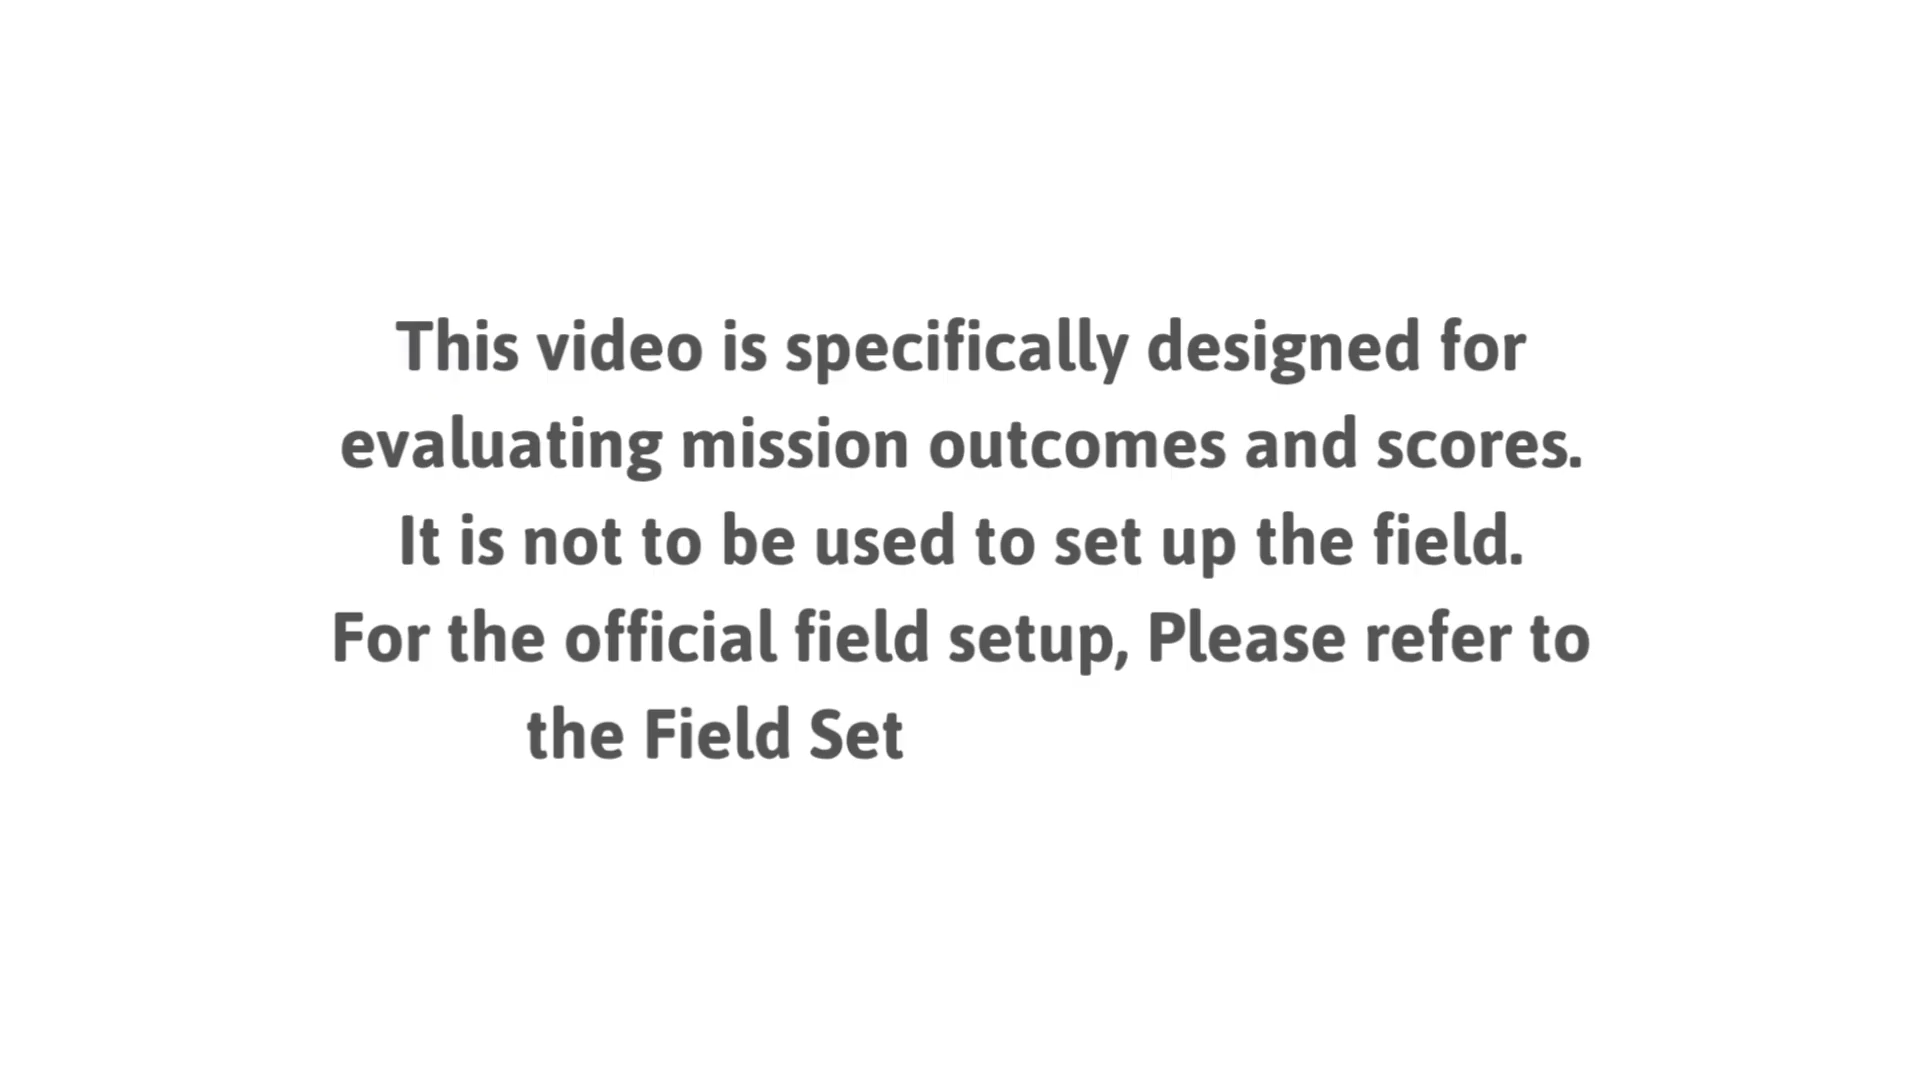 This video is specifically designed for
evaluating mission outcomes and scores.
It is not to be used to set up the field.
For the official field setup, Please refer to
the Field Set